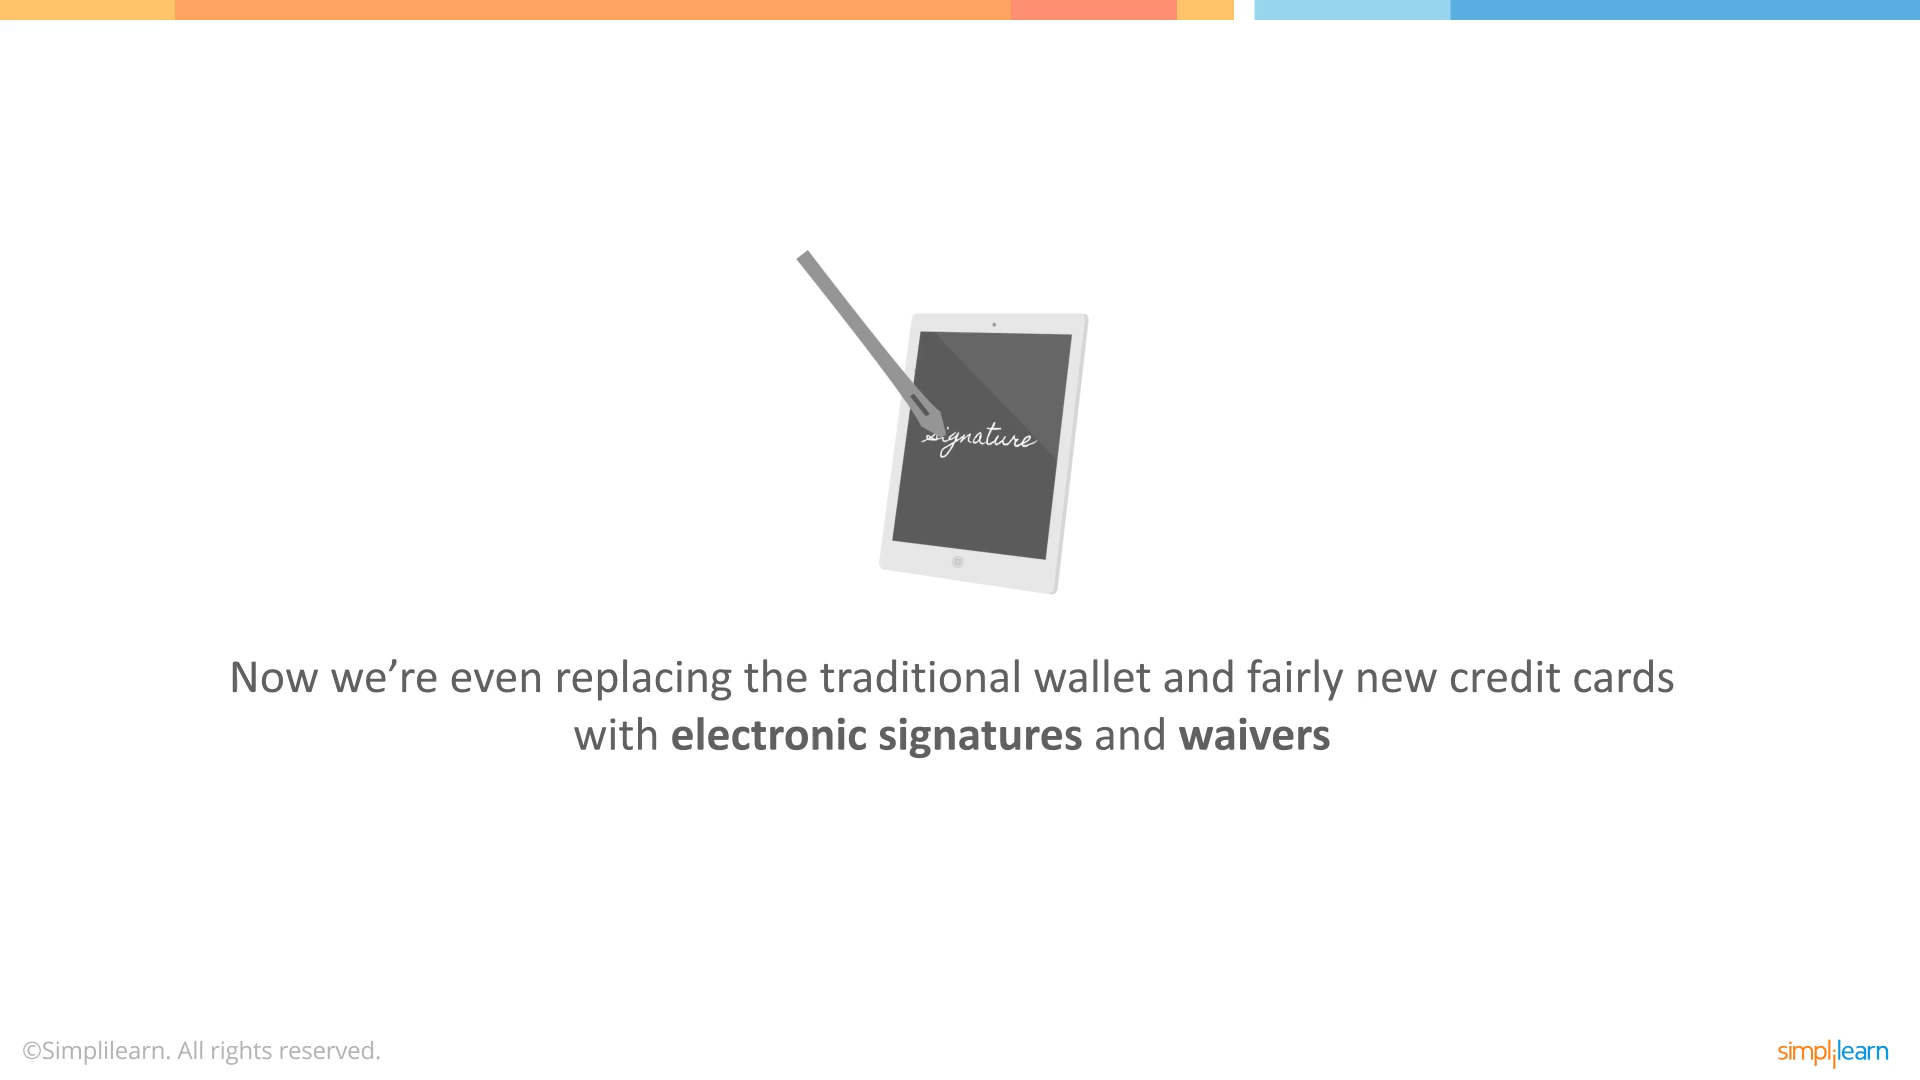 signature
Now we’re even replacing the traditional wallet and fairly new credit cards
with electronic signatures and waivers
©Simplilearn. All rights reserved.
simplilearn